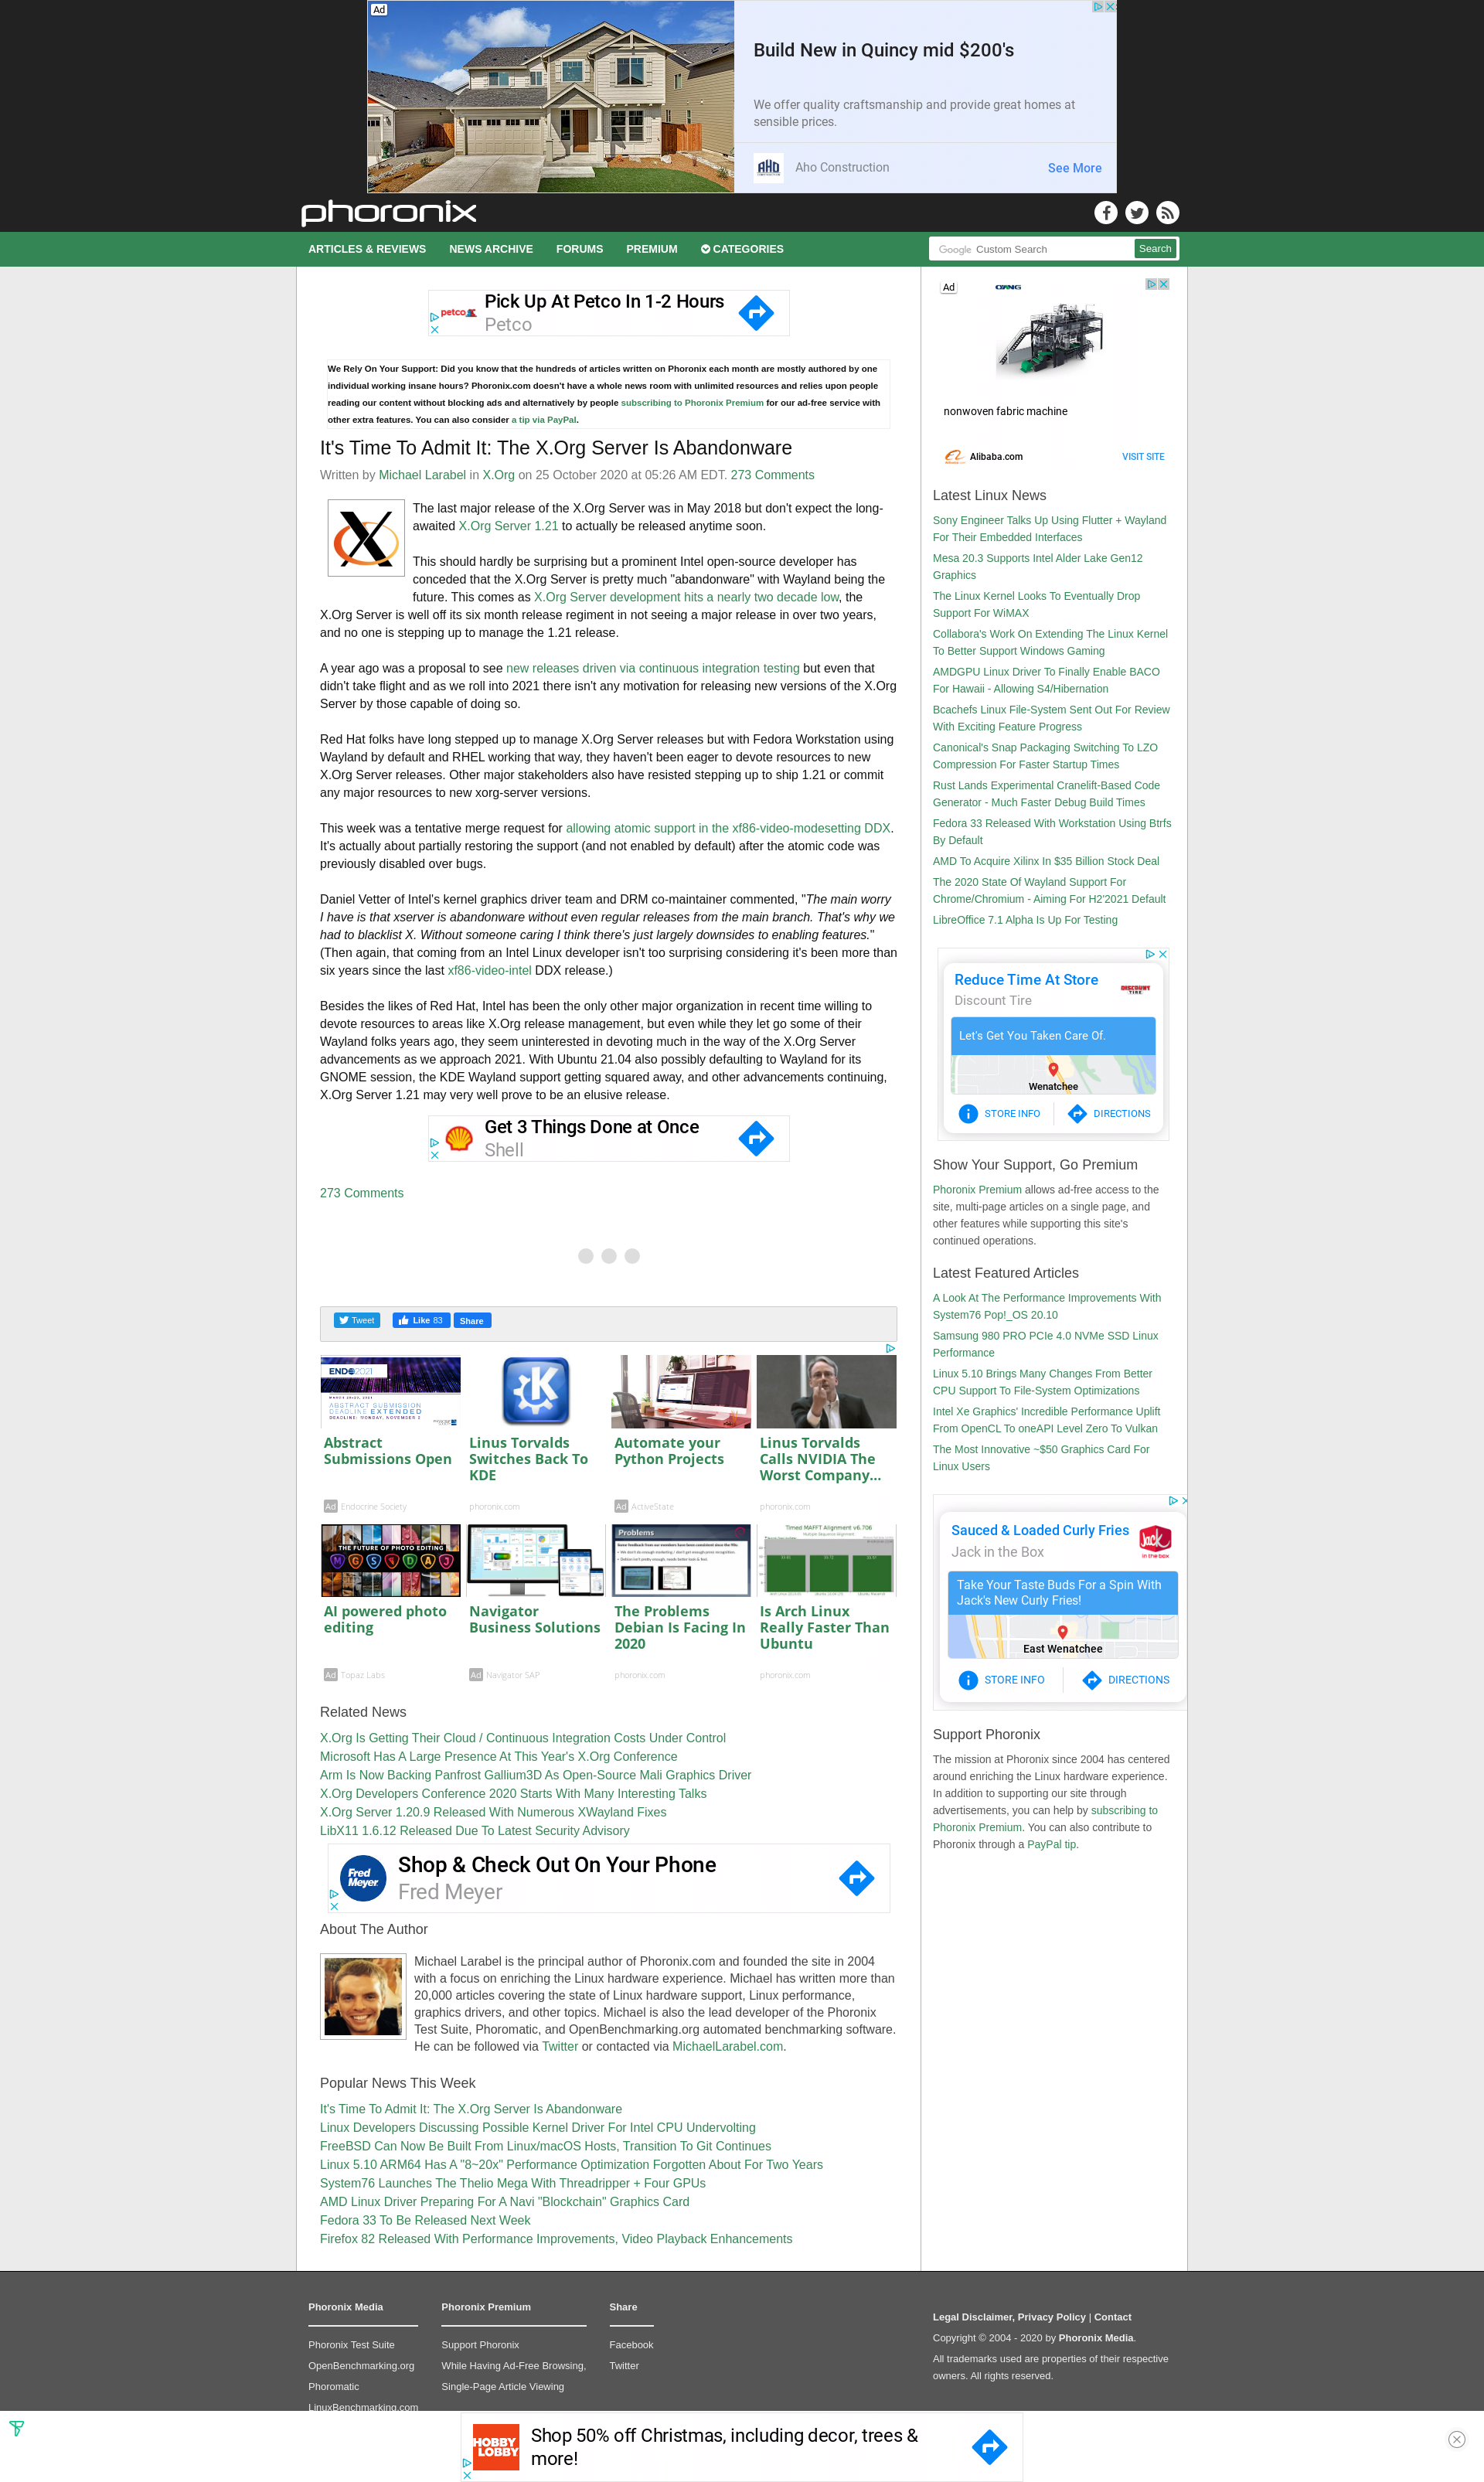 Ad
Build New in Quincy mid $200's
We offer quality craftsmanship and provide great homes at
sensible prices.
AHO
Aho Construction
See More
phoronix
ARTICLES & REVIEWS
NEWS ARCHIVE
FORUMS
PREMIUM
CATEGORIES
Google Custom Search
Search
petco
Pick Up At Petco In 1-2 Hours
Petco
We Rely On Your Support: Did you know that the hundreds of articles written on Phoronix each month are mostly authored by one
individual working insane hours? Phoronix.com doesn't have a whole news room with unlimited resources and relies upon people
reading our content without blocking ads and alternatively by people subscribing to Phoronix Premium for our ad-free service with
other extra features. You can also consider a tip via PayPal.
It's Time To Admit It: The X.Org Server Is Abandonware
Written by Michael Larabel in X.Org on 25 October 2020 at 05:26 AM EDT. 273 Comments
The last major release of the X.Org Server was in May 2018 but don't expect the long-
awaited X.Org Server 1.21 to actually be released anytime soon.
This should hardly be surprising but a prominent Intel open-source developer has
conceded that the X.Org Server is pretty much "abandonware" with Wayland being the
future. This comes as X.Org Server development hits a nearly two decade low, the
X.Org Server is well off its six month release regiment in not seeing a major release in over two years,
and no one is stepping up to manage the 1.21 release.
A year ago was a proposal to see new releases driven via continuous integration testing but even that
didn't take flight and as we roll into 2021 there isn't any motivation for releasing new versions of the X.Org
Server by those capable of doing so.
Red Hat folks have long stepped up to manage X.Org Server releases but with Fedora Workstation using
Wayland by default and RHEL working that way, they haven't been eager to devote resources to new
X.Org Server releases. Other major stakeholders also have resisted stepping up to ship 1.21 or commit
any major resources to new xorg-server versions.
This week was a tentative merge request for allowing atomic support in the xf86-video-modesetting DDX.
It's actually about partially restoring the support (and not enabled by default) after the atomic code was
previously disabled over bugs.
Daniel Vetter of Intel's kernel graphics driver team and DRM co-maintainer commented, "The main worry
I have is that xserver is abandonware without even regular releases from the main branch. That's why we
had to blacklist X. Without someone caring I think there's just largely downsides to enabling features."
(Then again, that coming from an Intel Linux developer isn't too surprising considering it's been more than
six years since the last xf86-video-intel DDX release.)
Besides the likes of Red Hat, Intel has been the only other major organization in recent time willing to
devote resources to areas like X.Org release management, but even while they let go some of their
Wayland folks years ago, they seem uninterested in devoting much in the way of the X.Org Server
advancements as we approach 2021. With Ubuntu 21.04 also possibly defaulting to Wayland for its
GNOME session, the KDE Wayland support getting squared away, and other advancements continuing,
X.Org Server 1.21 may very well prove to be an elusive release.
Get 3 Things Done at Once
Shell
273 Comments
Tweet
Like 83
Share
ENDO2021
ABSTRACT SUBMISSION
DEADLINE EXTENDED
DEADLINE: MONDAY, NOVEMBER 2
Abstract
Submissions Open
Ad Endocrine Society
Linus Torvalds
Switches Back To
KDE
phoronix.com
Automate your
Python Projects
Ad ActiveState
Linus Torvalds
Calls NVIDIA The
Worst Company...
phoronix.com
THE FUTURE OF PHOTO EDITING
AI powered photo
editing
Ad Topaz Labs
Navigator
Business Solutions
Ad Navigator SAP
Problems
The Problems
Debian Is Facing In
2020
phoronix.com
Timed MAFFT Alignment v6.706
Is Arch Linux
Really Faster Than
Ubuntu
phoronix.com
Related News
X.Org Is Getting Their Cloud / Continuous Integration Costs Under Control
Microsoft Has A Large Presence At This Year's X.Org Conference
Arm Is Now Backing Panfrost Gallium3D As Open-Source Mali Graphics Driver
X.Org Developers Conference 2020 Starts With Many Interesting Talks
X.Org Server 1.20.9 Released With Numerous XWayland Fixes
LibX11 1.6.12 Released Due To Latest Security Advisory
Fred
Meyer
Shop & Check Out On Your Phone
Fred Meyer
About The Author
Michael Larabel is the principal author of Phoronix.com and founded the site in 2004
with a focus on enriching the Linux hardware experience. Michael has written more than
20,000 articles covering the state of Linux hardware support, Linux performance,
graphics drivers, and other topics. Michael is also the lead developer of the Phoronix
Test Suite, Phoromatic, and OpenBenchmarking.org automated benchmarking software.
He can be followed via Twitter or contacted via MichaelLarabel.com.
Popular News This Week
It's Time To Admit It: The X.Org Server Is Abandonware
Linux Developers Discussing Possible Kernel Driver For Intel CPU Undervolting
FreeBSD Can Now Be Built From Linux/macOS Hosts, Transition To Git Continues
Linux 5.10 ARM64 Has A "8~20x" Performance Optimization Forgotten About For Two Years
System76 Launches The Thelio Mega With Threadripper + Four GPUs
AMD Linux Driver Preparing For A Navi "Blockchain" Graphics Card
Fedora 33 To Be Released Next Week
Firefox 82 Released With Performance Improvements, Video Playback Enhancements
Ad
nonwoven fabric machine
Alibaba.com
VISIT SITE
Latest Linux News
Sony Engineer Talks Up Using Flutter + Wayland
For Their Embedded Interfaces
Mesa 20.3 Supports Intel Alder Lake Gen12
Graphics
The Linux Kernel Looks To Eventually Drop
Support For WiMAX
Collabora's Work On Extending The Linux Kernel
To Better Support Windows Gaming
AMDGPU Linux Driver To Finally Enable BACO
For Hawaii - Allowing S4/Hibernation
Bcachefs Linux File-System Sent Out For Review
With Exciting Feature Progress
Canonical's Snap Packaging Switching To LZO
Compression For Faster Startup Times
Rust Lands Experimental Cranelift-Based Code
Generator - Much Faster Debug Build Times
Fedora 33 Released With Workstation Using Btrfs
By Default
AMD To Acquire Xilinx In $35 Billion Stock Deal
The 2020 State Of Wayland Support For
Chrome/Chromium - Aiming For H2'2021 Default
LibreOffice 7.1 Alpha Is Up For Testing
Reduce Time At Store
Discount Tire
DISCOUNT
TIRE
Let's Get You Taken Care Of.
Wenatchee
STORE INFO
DIRECTIONS
Show Your Support, Go Premium
Phoronix Premium allows ad-free access to the
site, multi-page articles on a single page, and
other features while supporting this site's
continued operations.
Latest Featured Articles
A Look At The Performance Improvements With
System76 Pop!_OS 20.10
Samsung 980 PRO PCIe 4.0 NVMe SSD Linux
Performance
Linux 5.10 Brings Many Changes From Better
CPU Support To File-System Optimizations
Intel Xe Graphics' Incredible Performance Uplift
From OpenCL To oneAPI Level Zero To Vulkan
The Most Innovative ~$50 Graphics Card For
Linux Users
Sauced & Loaded Curly Fries
Jack in the Box
Jack
in the box
Take Your Taste Buds For a Spin With
Jack's New Curly Fries!
East Wenatchee
STORE INFO
DIRECTIONS
Support Phoronix
The mission at Phoronix since 2004 has centered
around enriching the Linux hardware experience.
In addition to supporting our site through
advertisements, you can help by subscribing to
Phoronix Premium. You can also contribute to
Phoronix through a PayPal tip.
Phoronix Media
Phoronix Test Suite
OpenBenchmarking.org
Phoromatic
LinuxBenchmarking.com
Phoronix Premium
Support Phoronix
While Having Ad-Free Browsing,
Single-Page Article Viewing
Share
Facebook
Twitter
Legal Disclaimer, Privacy Policy | Contact
Copyright © 2004 - 2020 by Phoronix Media.
All trademarks used are properties of their respective
owners. All rights reserved.
HOBBY
LOBBY
Shop 50% off Christmas, including decor, trees &
more!